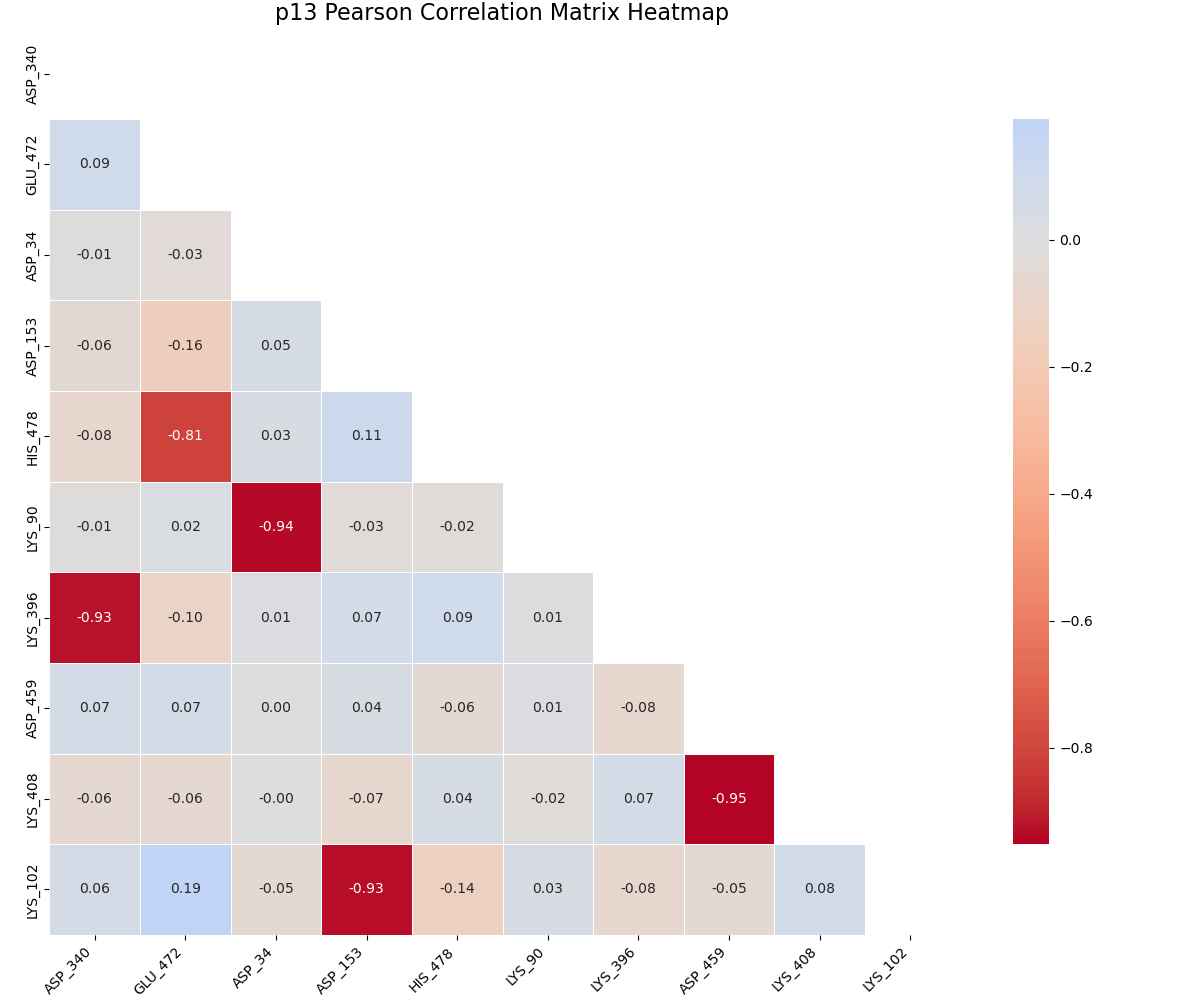 p13 Pearson Correlation Matrix Heatmap
ASP_340
GLU_472 0.09
ASP_34 -0.01 -0.03
ASP_153 -0.06 -0.16 0.05
HIS_478 -0.08 -0.81 0.03 0.11
LYS_90 -0.01 0.02 -0.94 -0.03 -0.02
LYS_396 -0.93 -0.10 0.01 0.07 0.09 0.01
ASP_459 0.07 0.07 0.00 0.04 -0.06 0.01 -0.08
LYS_408 -0.06 -0.06 -0.00 -0.07 0.04 -0.02 0.07 -0.95
LYS_102 0.06 0.19 -0.05 -0.93 -0.14 0.03 -0.08 -0.05 0.08
ASP_340 GLU_472 ASP_34 ASP_153 HIS_478 LYS_90 LYS_396 ASP_459 LYS_408 LYS_102
0.0
−0.2
−0.4
−0.6
−0.8